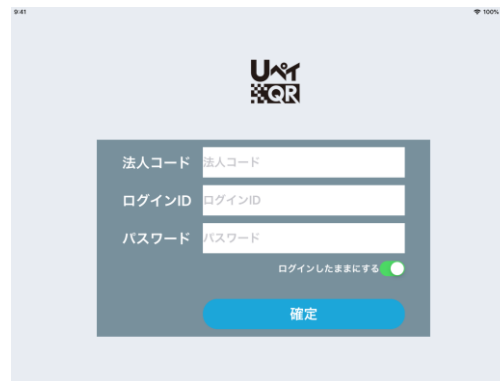 9:41 100%
Uペイ
QR
法人コード 法人コード
ログインID ログインID
パスワード パスワード
ログインしたままにする
確定